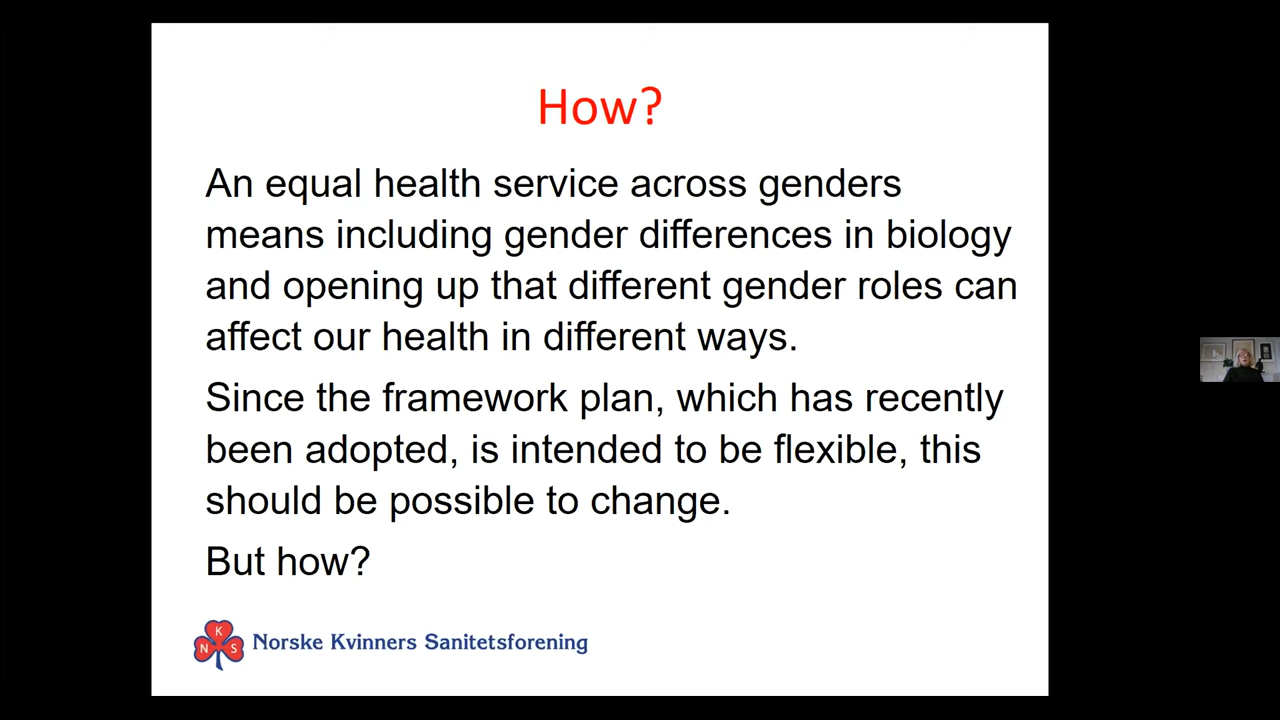 How?
An equal health service across genders
means including gender differences in biology
and opening up that different gender roles can
affect our health in different ways.
Since the framework plan, which has recently
been adopted, is intended to be flexible, this
should be possible to change.
But how?
N K S
Norske Kvinners Sanitetsforening